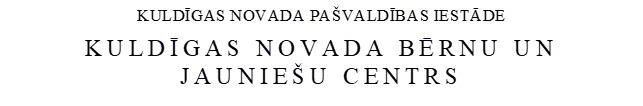 KULDĪGAS NOVADA PAŠVALDĪBAS IESTĀDE
KULDĪGAS NOVADA BĒRNU UN
JAUNIEŠU CENTRS